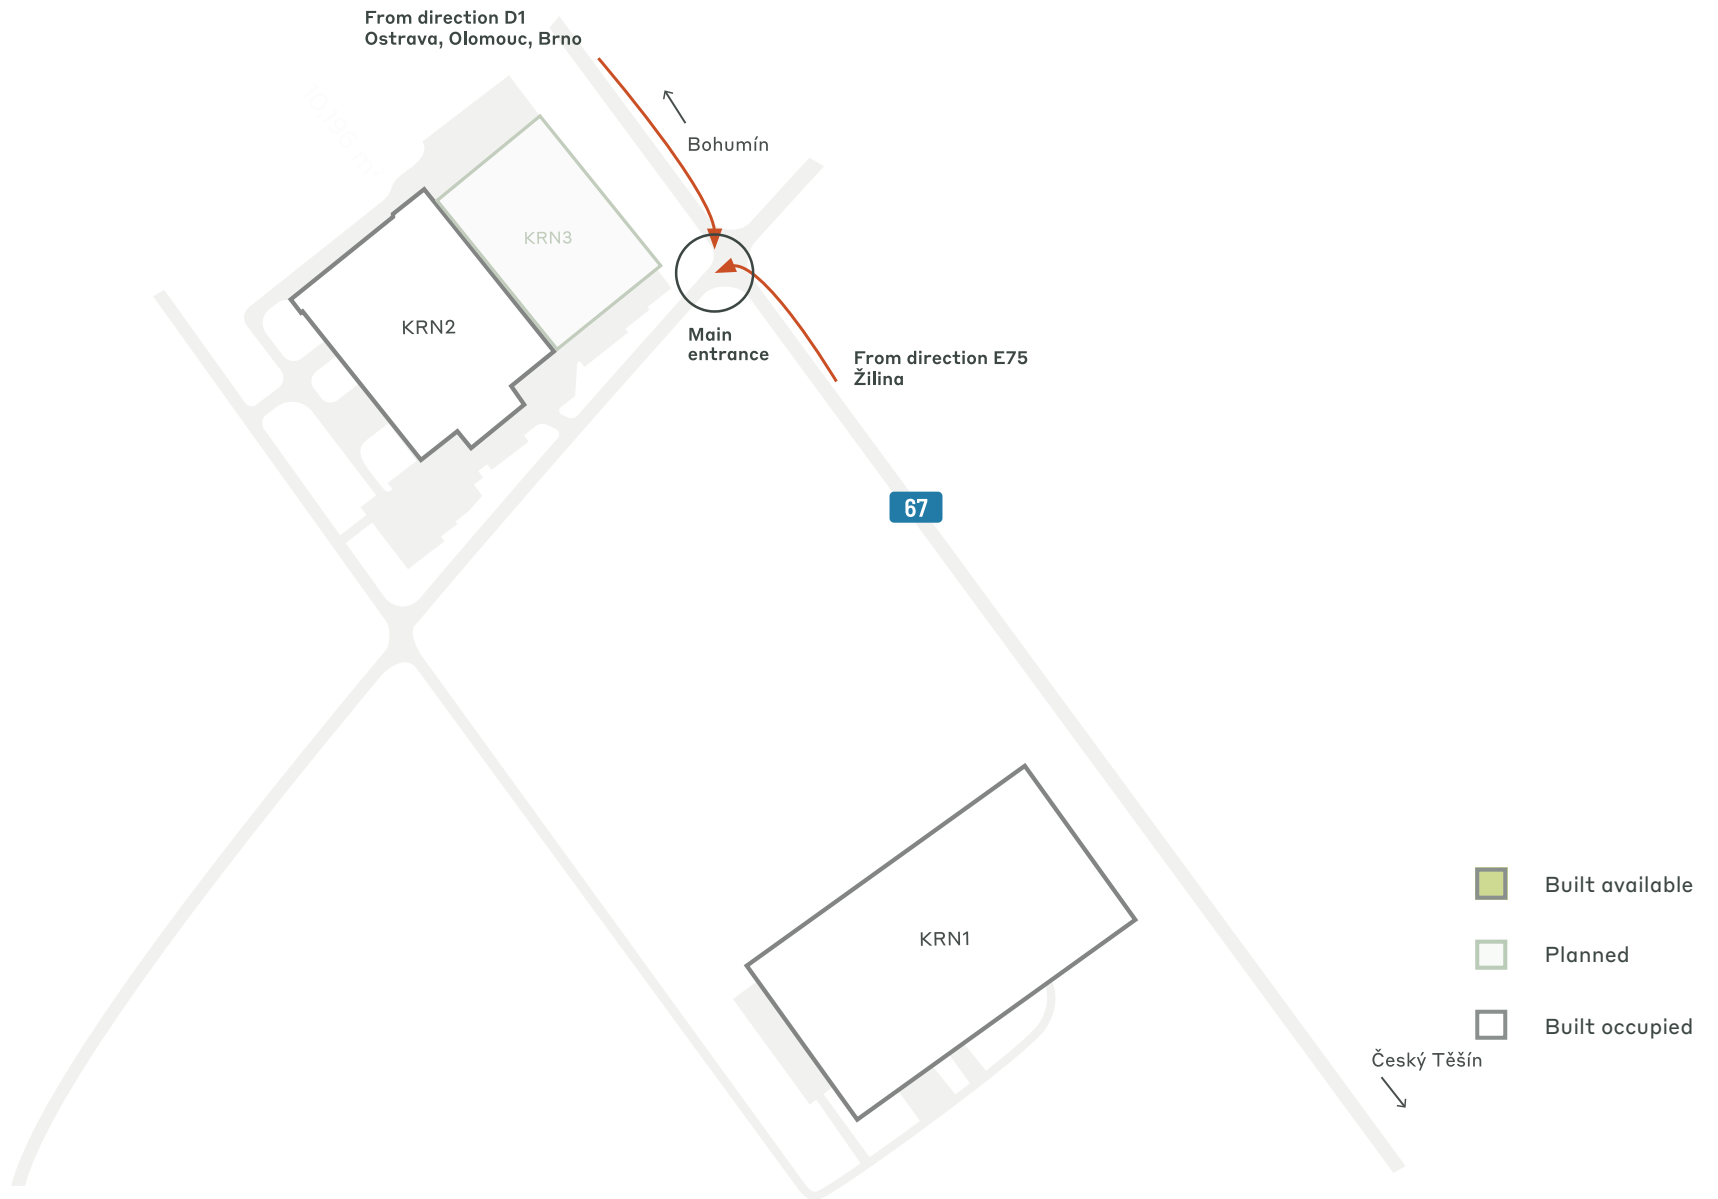 From direction D1
Ostrava, Olomouc, Brno
Bohumín
KRN3
KRN2
Main
entrance
From direction E75
Žilina
67
KRN1
Built available
Planned
Built occupied
Český Těšín